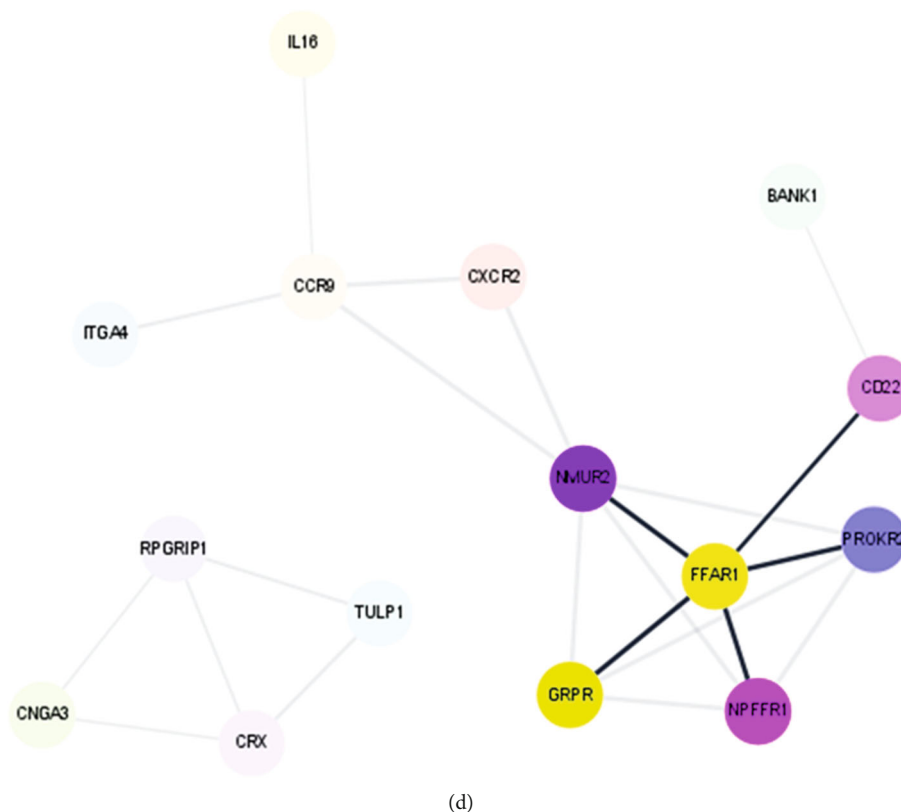 IL16
BANK1
CXCR2
CCR9
ITGA4
CD22
NMUR2
PROKR2
RPGRIP1
FFAR1
TULP1
GRPR
NPFFR1
CNGA3
CRX
(d)